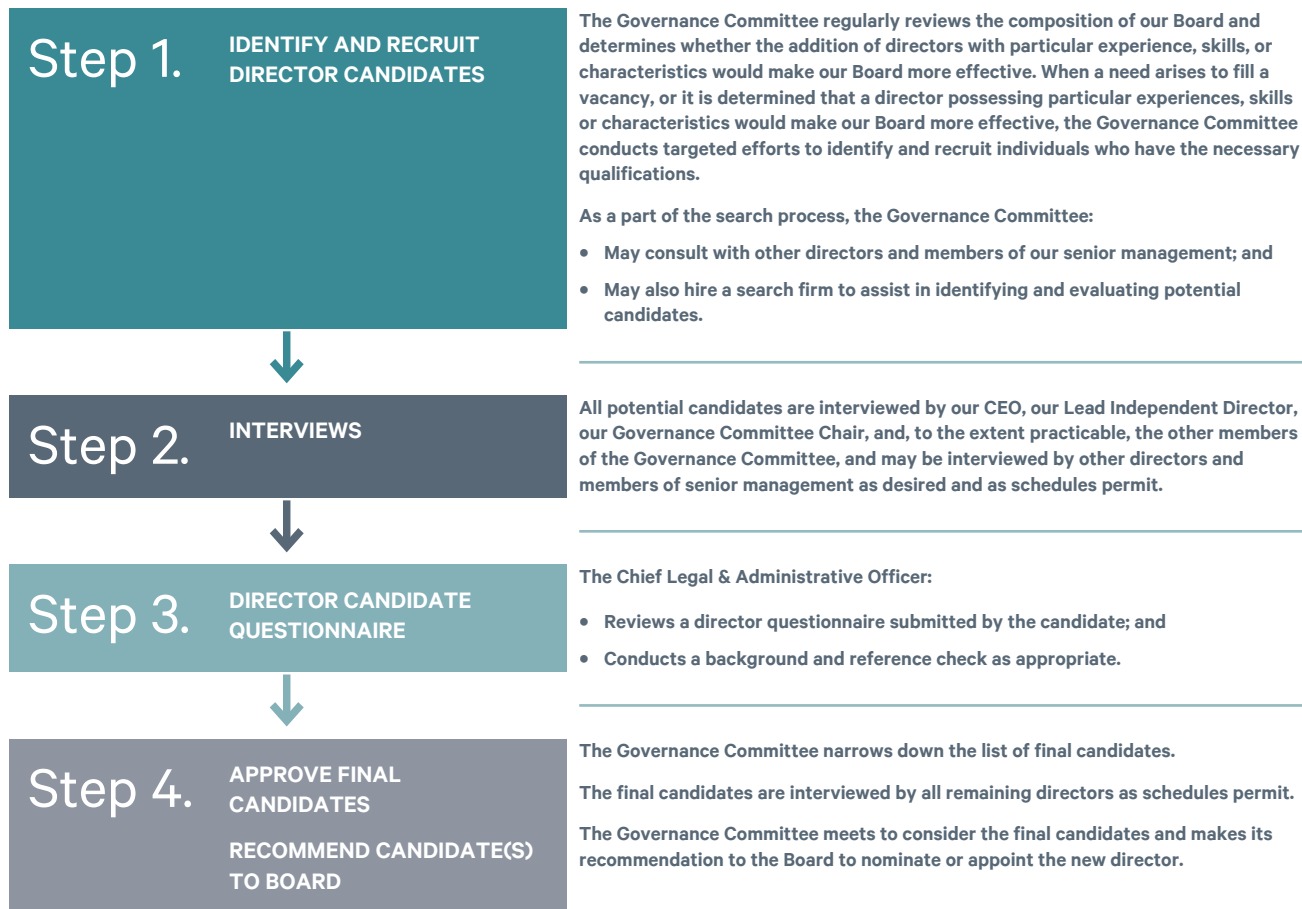 Step 1.
IDENTIFY AND RECRUIT
DIRECTOR CANDIDATES
The Governance Committee regularly reviews the composition of our Board and
determines whether the addition of directors with particular experience, skills, or
characteristics would make our Board more effective. When a need arises to fill a
vacancy, or it is determined that a director possessing particular experiences, skills
or characteristics would make our Board more effective, the Governance Committee
conducts targeted efforts to identify and recruit individuals who have the necessary
qualifications.
As a part of the search process, the Governance Committee:
• May consult with other directors and members of our senior management; and
• May also hire a search firm to assist in identifying and evaluating potential
candidates.
Step 2.
INTERVIEWS
All potential candidates are interviewed by our CEO, our Lead Independent Director,
our Governance Committee Chair, and, to the extent practicable, the other members
of the Governance Committee, and may be interviewed by other directors and
members of senior management as desired and as schedules permit.
Step 3.
DIRECTOR CANDIDATE
QUESTIONNAIRE
The Chief Legal & Administrative Officer:
• Reviews a director questionnaire submitted by the candidate; and
• Conducts a background and reference check as appropriate.
Step 4.
APPROVE FINAL
CANDIDATES
RECOMMEND CANDIDATE(S)
TO BOARD
The Governance Committee narrows down the list of final candidates.
The final candidates are interviewed by all remaining directors as schedules permit.
The Governance Committee meets to consider the final candidates and makes its
recommendation to the Board to nominate or appoint the new director.